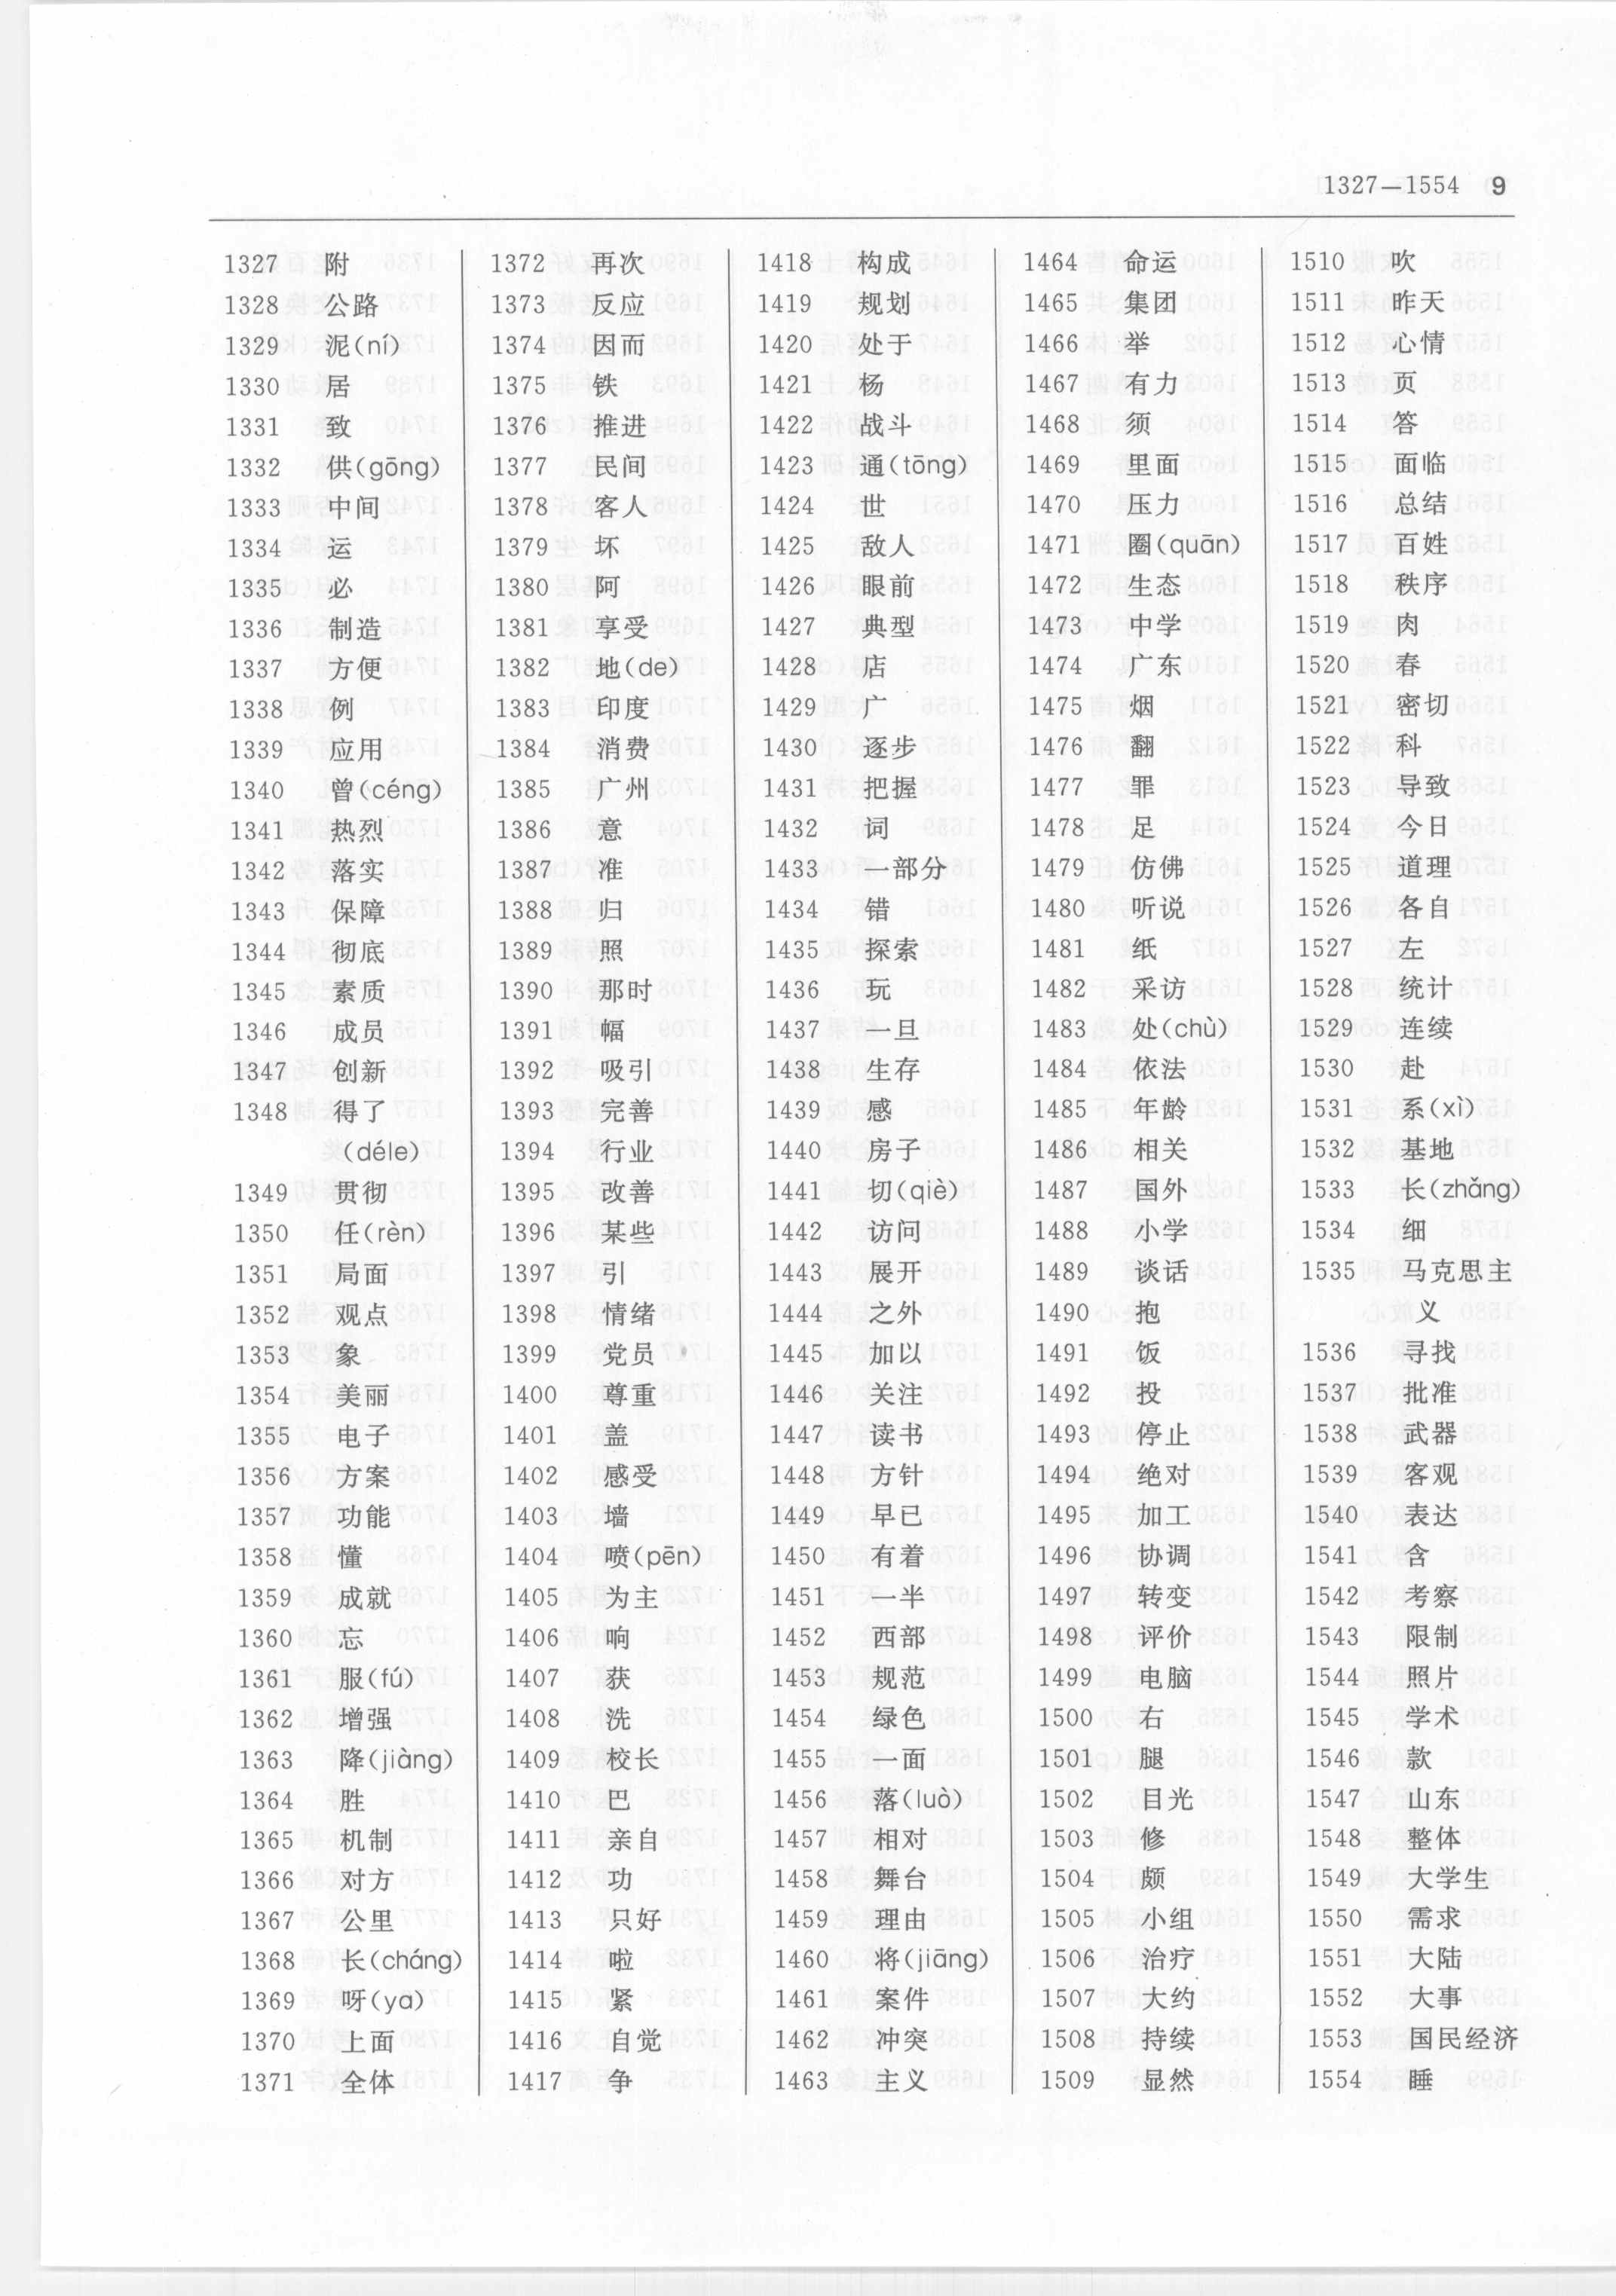 1327—1554 9
1327 附
1328 公路
1329 泥(ní)
1330 居
1331 致
1332 供(gōng)
1333 中间
1334 运
1335 必
1336 制造
1337 方便
1338 例
1339 应用
1340 曾(céng)
1341 热烈
1342 落实
1343 保障
1344 彻底
1345 素质
1346 成员
1347 创新
1348 得了
(déle)
1349 贯彻
1350 任(rèn)
1351 局面
1352 观点
1353 象
1354 美丽
1355 电子
1356 方案
1357 功能
1358 懂
1359 成就
1360 忘
1361 服(fú)
1362 增强
1363 降(jiàng)
1364 胜
1365 机制
1366 对方
1367 公里
1368 长(cháng)
1369 呀(ya)
1370 上面
1371 全体
1372 再次
1373 反应
1374 因而
1375 铁
1376 推进
1377 民间
1378 客人
1379 坏
1380 阿
1381 享受
1382 地(de)
1383 印度
1384 消费
1385 广州
1386 意
1387 准
1388 归
1389 照
1390 那时
1391 幅
1392 吸引
1393 完善
1394 行业
1395 改善
1396 某些
1397 引
1398 情绪
1399 党员
1400 尊重
1401 盖
1402 感受
1403 墙
1404 喷(pēn)
1405 为主
1406 响
1407 获
1408 洗
1409 校长
1410 巴
1411 亲自
1412 功
1413 只好
1414 啦
1415 紧
1416 自觉
1417 争
1418 构成
1419 规划
1420 处于
1421 杨
1422 战斗
1423 通(tōng)
1424 世
1425 敌人
1426 眼前
1427 典型
1428 店
1429 广
1430 逐步
1431 把握
1432 词
1433 一部分
1434 错
1435 探索
1436 玩
1437 一旦
1438 生存
1439 感
1440 房子
1441 切(qiè)
1442 访问
1443 展开
1444 之外
1445 加以
1446 关注
1447 读书
1448 方针
1449 早已
1450 有着
1451 一半
1452 西部
1453 规范
1454 绿色
1455 一面
1456 落(luò)
1457 相对
1458 舞台
1459 理由
1460 将(jiāng)
1461 案件
1462 冲突
1463 主义
1464 命运
1465 集团
1466 举
1467 有力
1468 须
1469 里面
1470 压力
1471 圈(quān)
1472 生态
1473 中学
1474 广东
1475 烟
1476 翻
1477 罪
1478 足
1479 仿佛
1480 听说
1481 纸
1482 采访
1483 处(chù)
1484 依法
1485 年龄
1486 相关
1487 国外
1488 小学
1489 谈话
1490 抱
1491 饭
1492 投
1493 停止
1494 绝对
1495 加工
1496 协调
1497 转变
1498 评价
1499 电脑
1500 右
1501 腿
1502 目光
1503 修
1504 颇
1505 小组
1506 治疗
1507 大约
1508 持续
1509 显然
1510 吹
1511 昨天
1512 心情
1513 页
1514 答
1515 面临
1516 总结
1517 百姓
1518 秩序
1519 肉
1520 春
1521 密切
1522 科
1523 导致
1524 今日
1525 道理
1526 各自
1527 左
1528 统计
1529 连续
1530 赴
1531 系(xì)
1532 基地
1533 长(zhǎng)
1534 细
1535 马克思主
义
1536 寻找
1537 批准
1538 武器
1539 客观
1540 表达
1541 含
1542 考察
1543 限制
1544 照片
1545 学术
1546 款
1547 山东
1548 整体
1549 大学生
1550 需求
1551 大陆
1552 大事
1553 国民经济
1554 睡